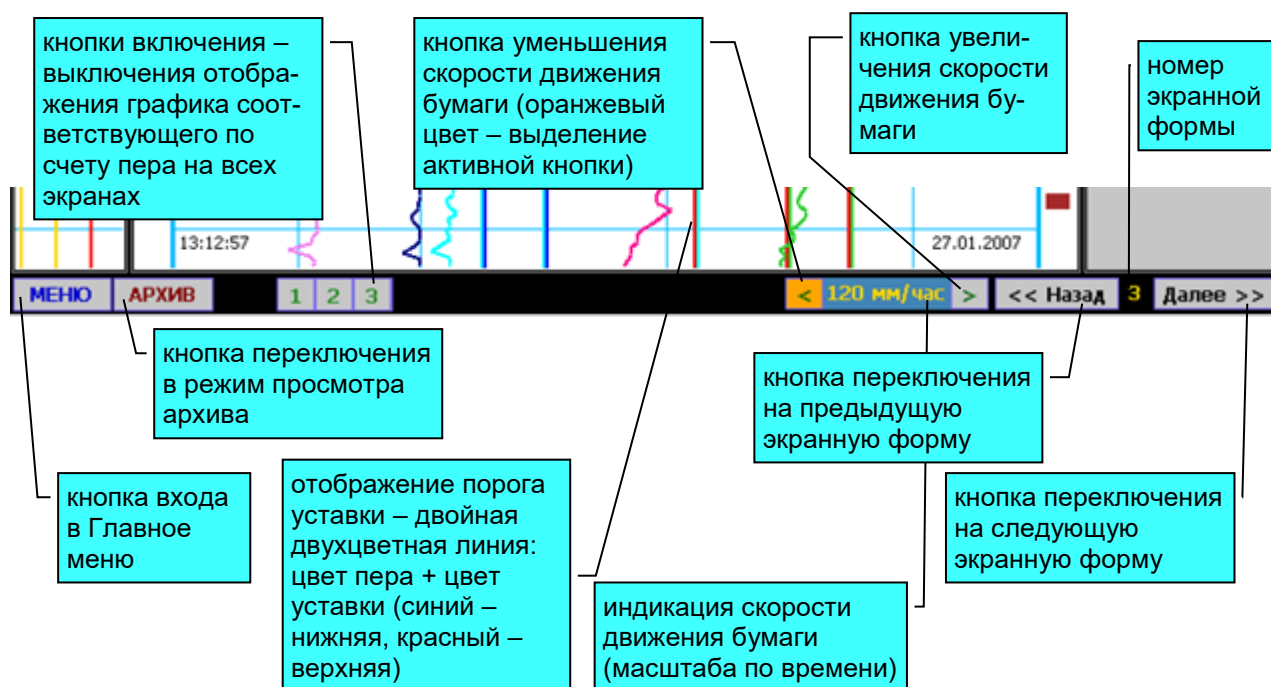 кнопки включения –
выключения отобра-
жения графика соот-
ветствующего по
счету пера на всех
экранах
кнопка уменьшения
скорости движения
бумаги (оранжевый
цвет – выделение
активной кнопки)
кнопка увели-
чения скорости
движения бу-
маги
номер
экранной
формы
13:12:57
27.01.2007
МЕНЮ
АРХИВ
1 2 3
< 120 мм/час >
<< Назад
3
Далее >>
кнопка переключения
в режим просмотра
архива
кнопка переключения
на предыдущую
экранную форму
кнопка входа
в Главное
меню
отображение порога
уставки – двойная
двухцветная линия:
цвет пера + цвет
уставки (синий –
нижняя, красный –
верхняя)
кнопка переключения
на следующую
экранную форму
индикация скорости
движения бумаги
(масштаба по времени)